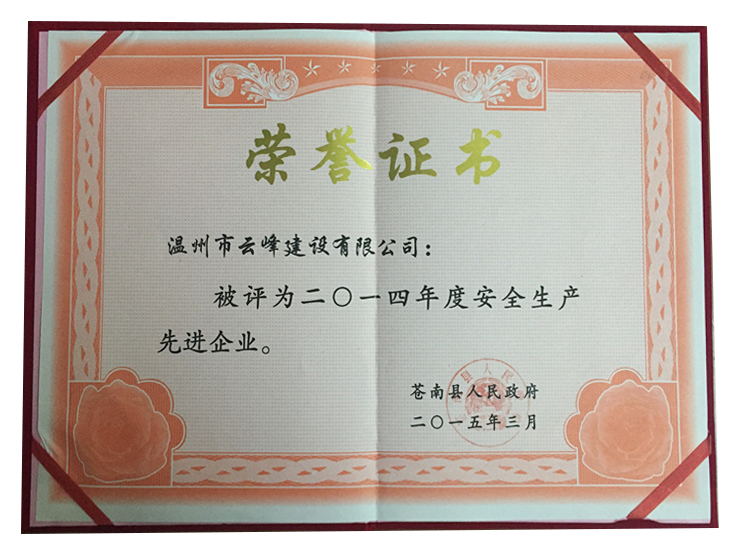 荣誉证书
温州市云峰建设有限公司：
被评为二〇一四年度安全生产
先进企业。
苍南县人民政府
二〇一五年三月